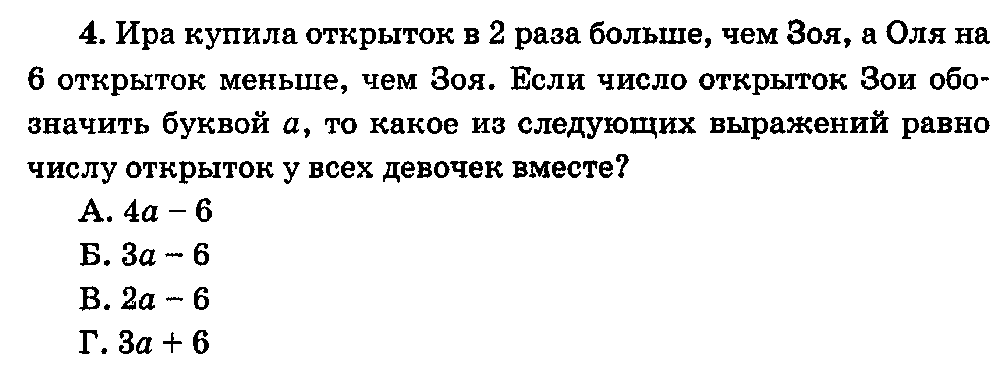 4. Ира купила открыток в 2 раза больше, чем Зоя, а Оля на
6 открыток меньше, чем Зоя. Если число открыток Зои обо-
значить буквой a, то какое из следующих выражений равно
числу открыток у всех девочек вместе?
А. 4a – 6
Б. 3a – 6
В. 2a – 6
Г. 3a + 6